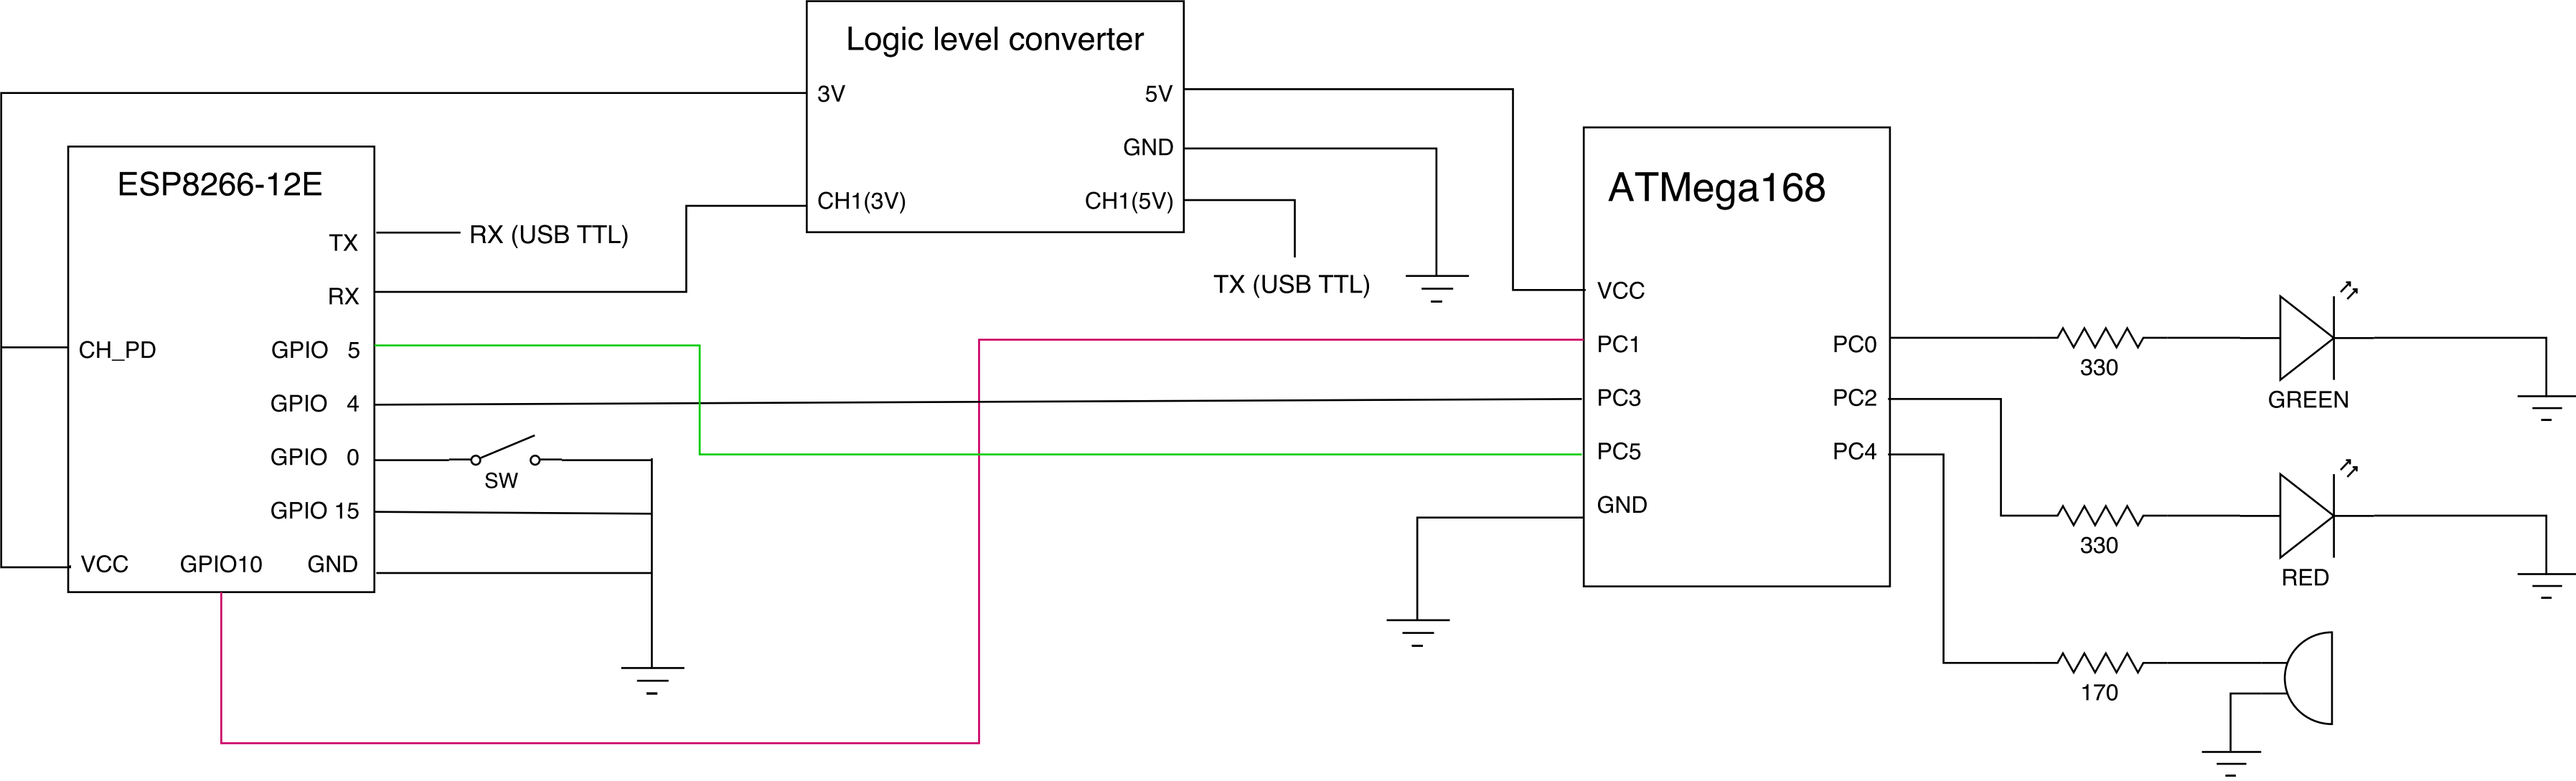 Logic level converter
3V
5V
GND
CH1(3V)
CH1(5V)
TX (USB TTL)
ESP8266-12E
TX
RX (USB TTL)
RX
CH_PD
GPIO 5
GPIO 4
GPIO 0
SW
GPIO 15
VCC
GPIO10
GND
ATMega168
VCC
PC1
PC0
PC3
PC2
PC5
PC4
GND
330
GREEN
330
RED
170